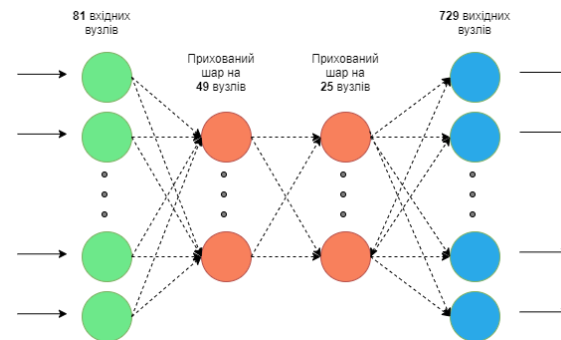 81 вхідних
вузлів
Прихований
шар на
49 вузлів
Прихований
шар на
25 вузлів
729 вихідних
вузлів